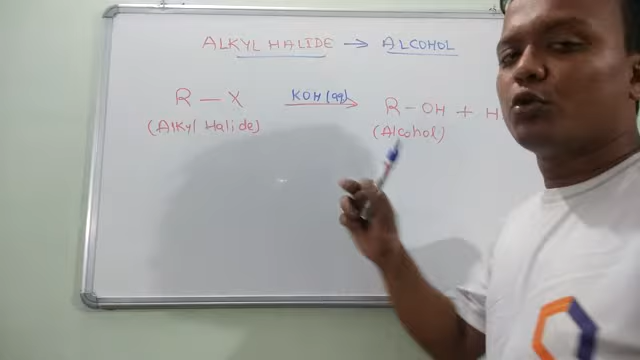 ALKYL HALIDE → ALCOHOL
R — X KOH(aq) R — OH + H
(Alkyl Halide) (Alcohol)